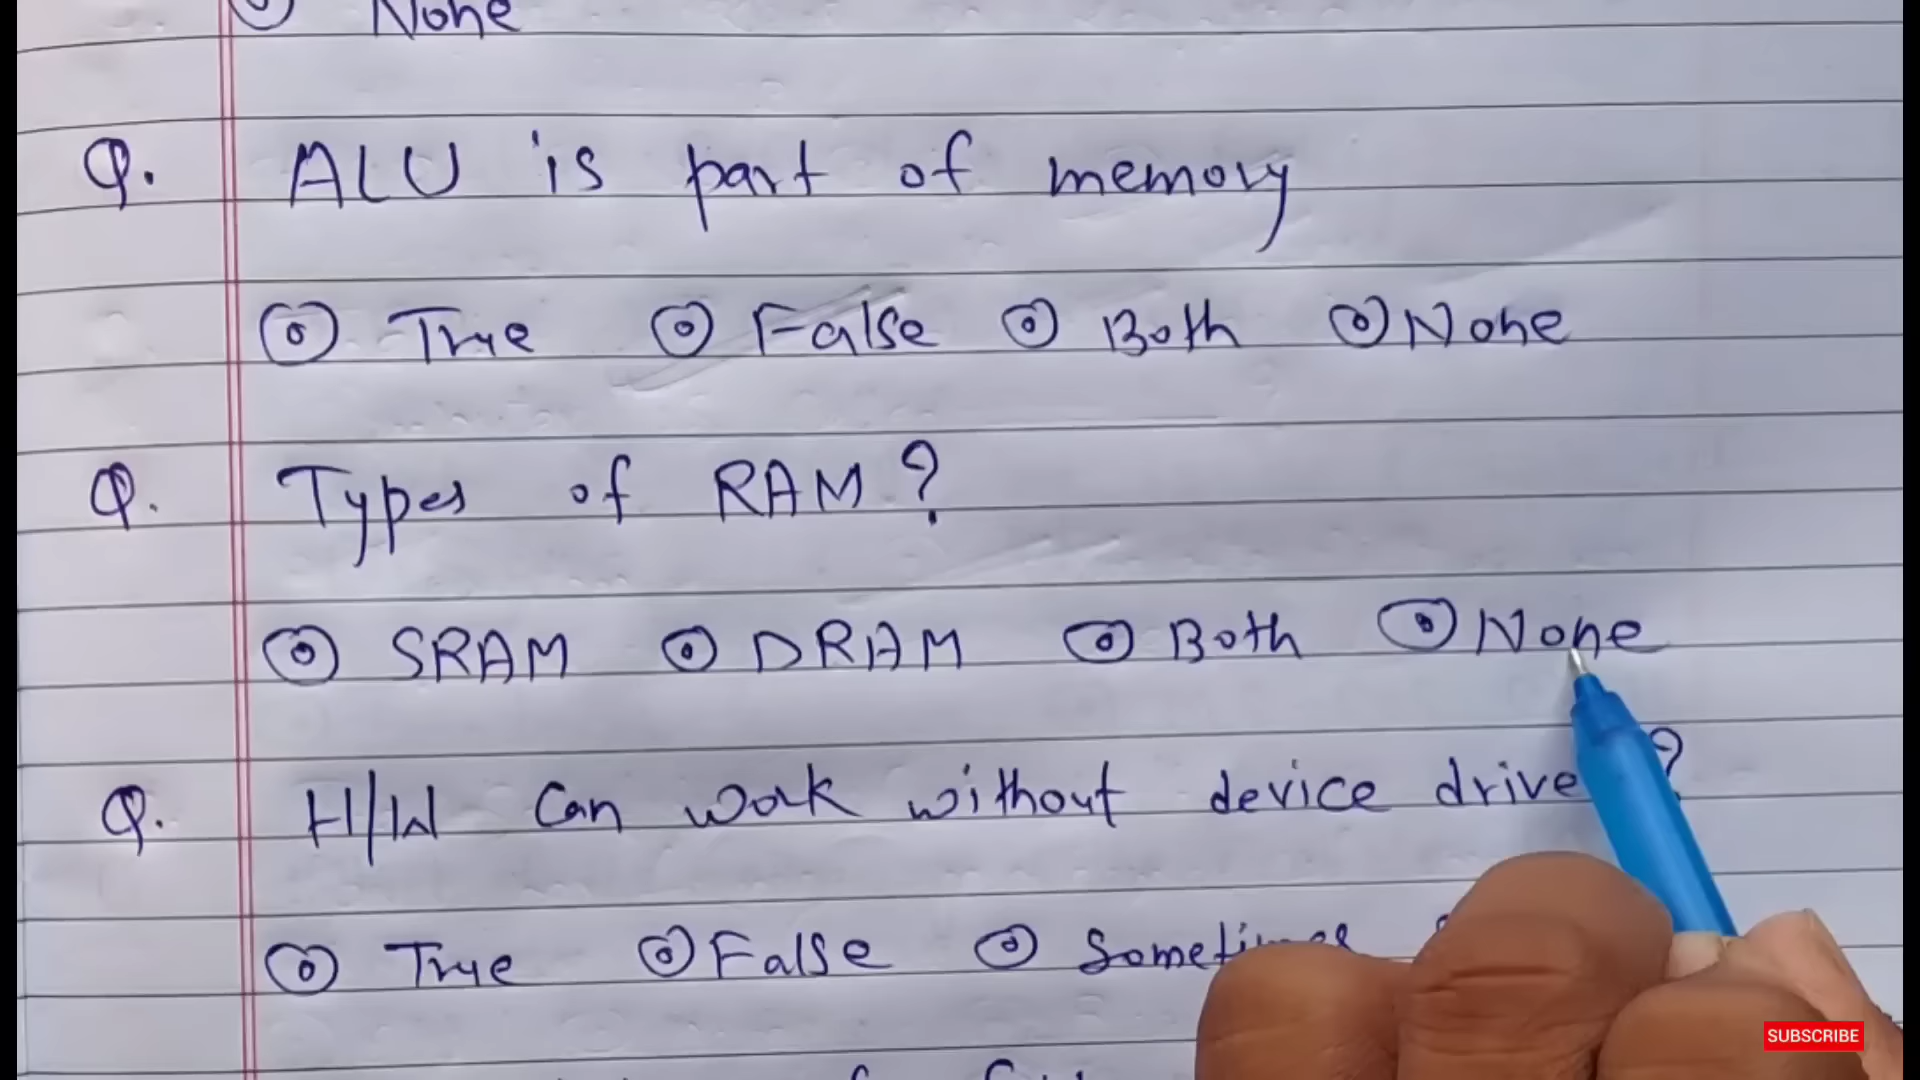 None
Q. ALU is part of memory
True False Both None
Q. Types of RAM?
SRAM DRAM Both None
Q. H/W Can work without device ?
True False Sometimes
SUBSCRIBE